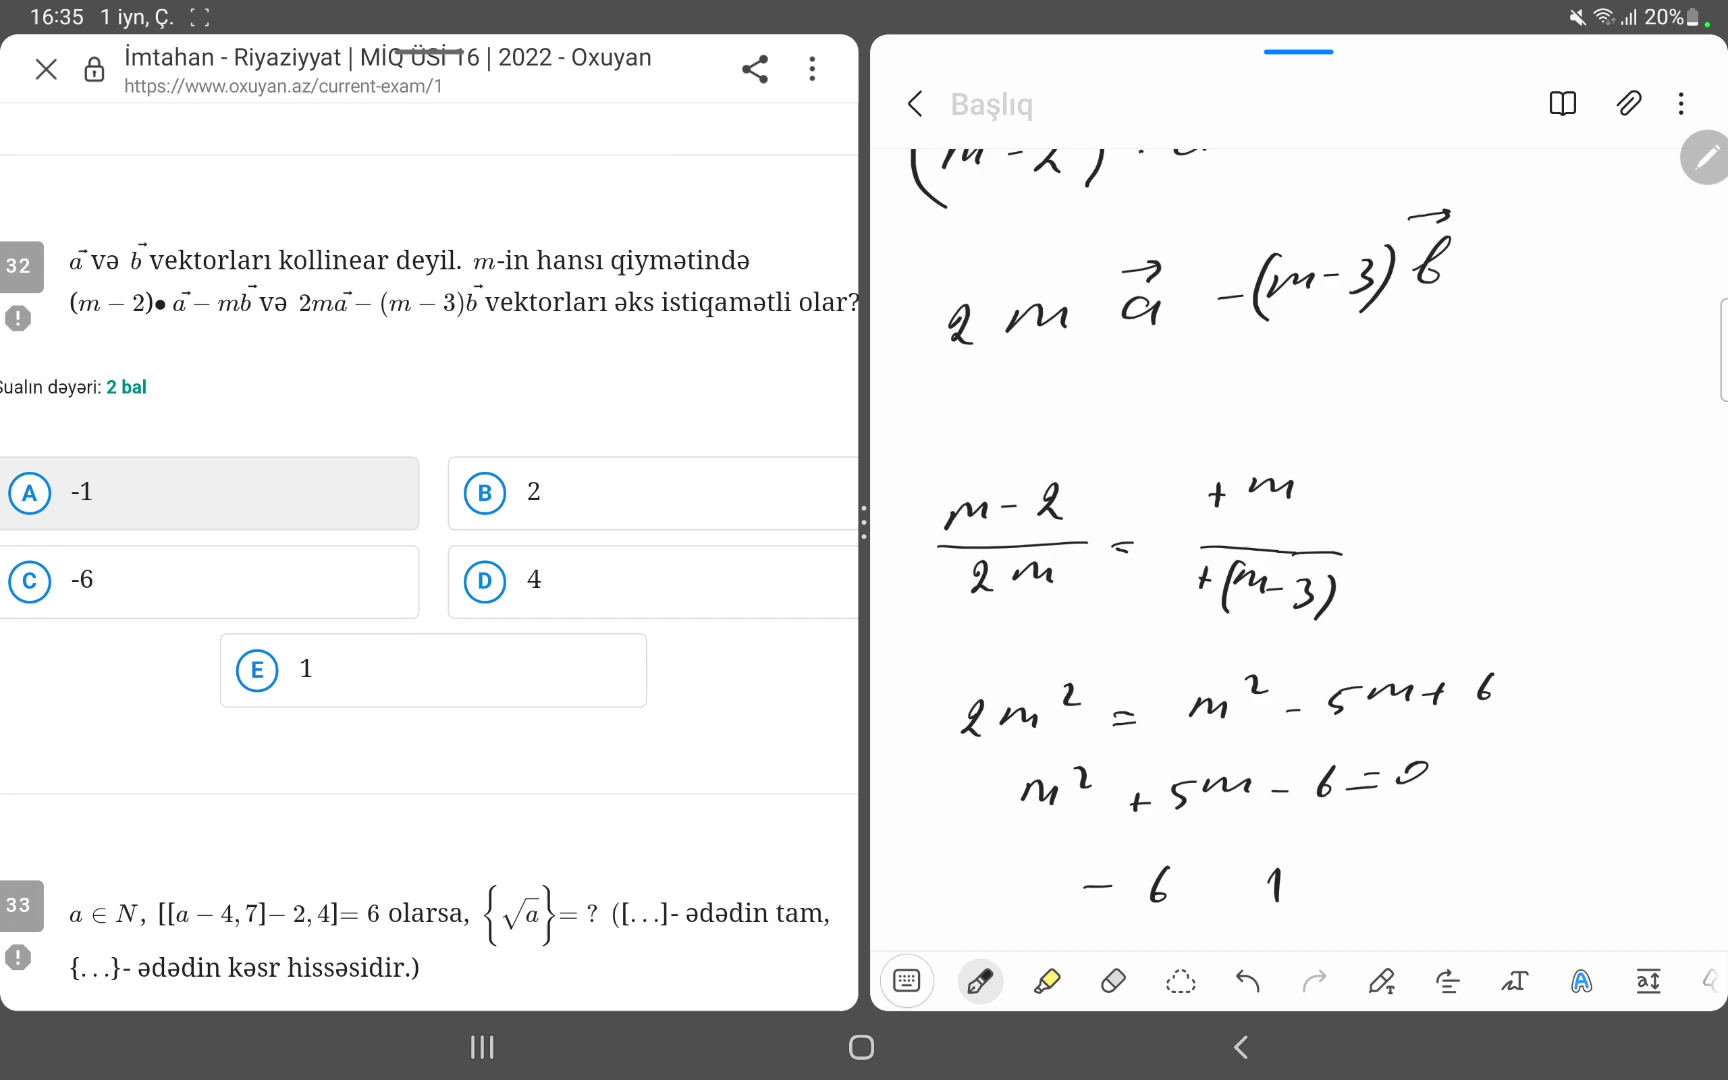 16:35 1 iyn, Ç. 20%
İmtahan - Riyaziyyat | MİQ ÜSİ 16 | 2022 - Oxuyan
https://www.oxuyan.az/current-exam/1
32
a⃗ və b⃗ vektorları kollinear deyil. m-in hansı qiymətində
(m − 2)• a⃗ − mb⃗ və 2ma⃗ − (m − 3)b⃗ vektorları əks istiqamətli olar?
Sualın dəyəri: 2 bal
A -1
B 2
C -6
D 4
E 1
33
a ∈ N, [[a − 4, 7]− 2, 4]= 6 olarsa, {√a}= ? ([...]- ədədin tam,
{...}- ədədin kəsr hissəsidir.)
Başlıq
(m - 2)
2 m a⃗ -(m-3) b⃗
(m - 2)/(2 m) = (+ m)/(+(m-3))
2m² = m² - 5m + 6
m² + 5m - 6 = 0
- 6 1